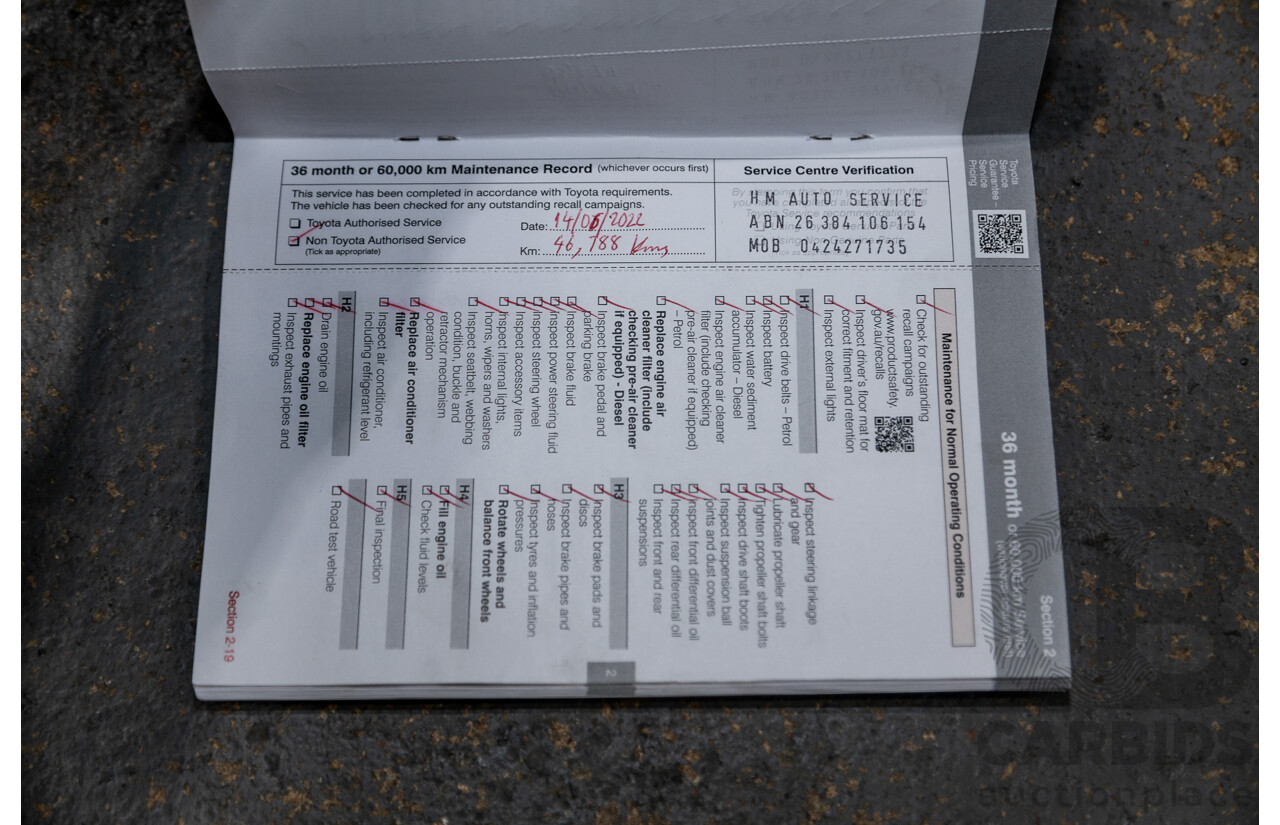 36 month or 60,000 km Maintenance Record (whichever occurs first)
This service has been completed in accordance with Toyota requirements.
The vehicle has been checked for any outstanding recall campaigns.
Toyota Authorised Service
Non Toyota Authorised Service
(Tick as appropriate)
Date: 14/06/2022
Km: 46,788 Kms
Service Centre Verification
HM AUTO SERVICE
ABN 26 384 106 154
MOB 0424271735
Toyota
Service
Guarantee –
Service
Pricing
Section 2
36 month
Maintenance for Normal Operating Conditions
Check for outstanding
recall campaigns
www.productsafety.
gov.au/recalls
Inspect driver's floor mat for
correct fitment and retention
Inspect external lights
H1
Inspect drive belts – Petrol
Inspect battery
Inspect water sediment
accumulator – Diesel
Inspect engine air cleaner
filter (include checking
pre-air cleaner if equipped)
– Petrol
Replace engine air
cleaner filter (include
checking pre-air cleaner
if equipped) - Diesel
Inspect brake pedal and
parking brake
Inspect brake fluid
Inspect power steering fluid
Inspect steering wheel
Inspect accessory items
Inspect internal lights,
horns, wipers and washers
Inspect seatbelt, webbing
condition, buckle and
retractor mechanism
operation
Replace air conditioner
filter
Inspect air conditioner,
including refrigerant level
H2
Drain engine oil
Replace engine oil filter
Inspect exhaust pipes and
mountings
Inspect steering linkage
and gear
Lubricate propeller shaft
Tighten propeller shaft bolts
Inspect drive shaft boots
Inspect suspension ball
joints and dust covers
Inspect front differential oil
Inspect rear differential oil
Inspect front and rear
suspensions
H3
Inspect brake pads and
discs
Inspect brake pipes and
hoses
Inspect tyres and inflation
pressures
Rotate wheels and
balance front wheels
H4
Fill engine oil
Check fluid levels
H5
Final inspection
Road test vehicle
2
Section 2-19
CARBIDS
auctionplace